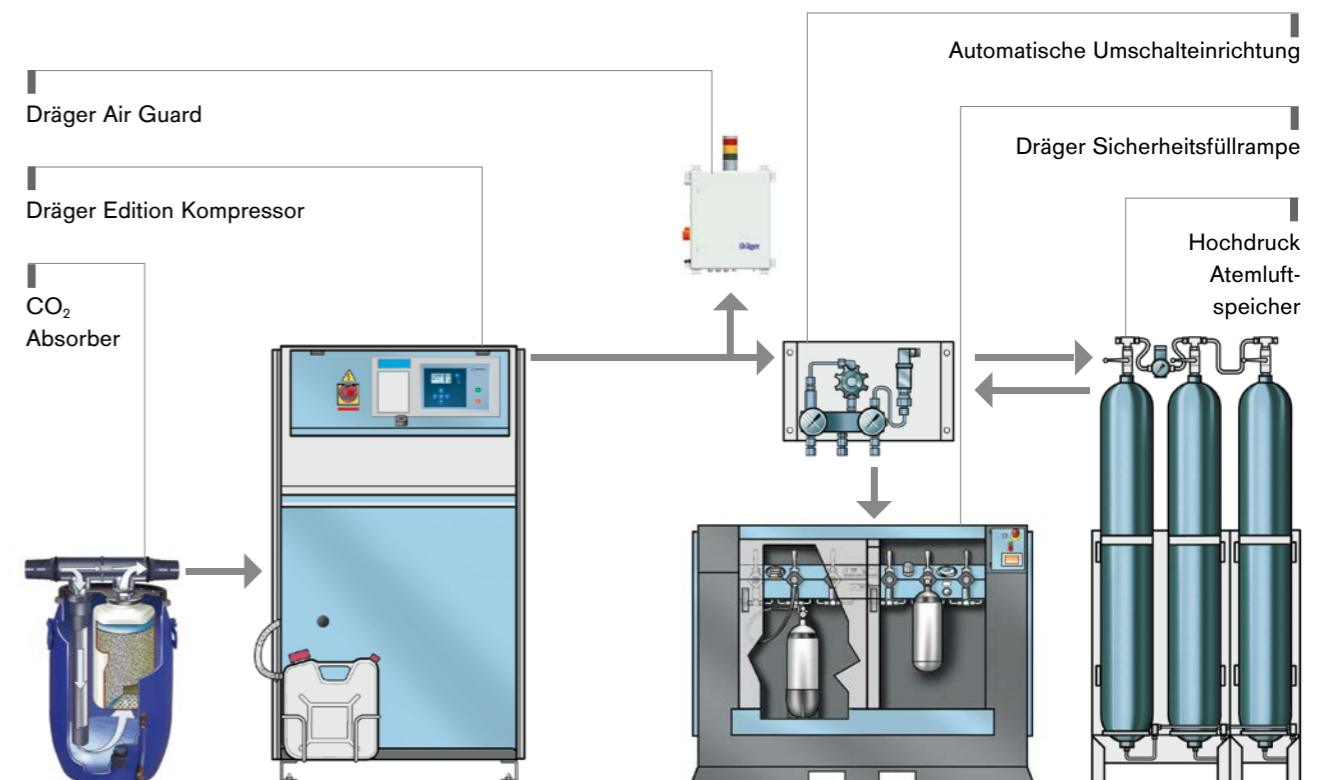 Automatische Umschalteinrichtung
Dräger Air Guard
Dräger Sicherheitsfüllrampe
Dräger Edition Kompressor
Hochdruck
Atemluft-
speicher
CO₂
Absorber
Dräger